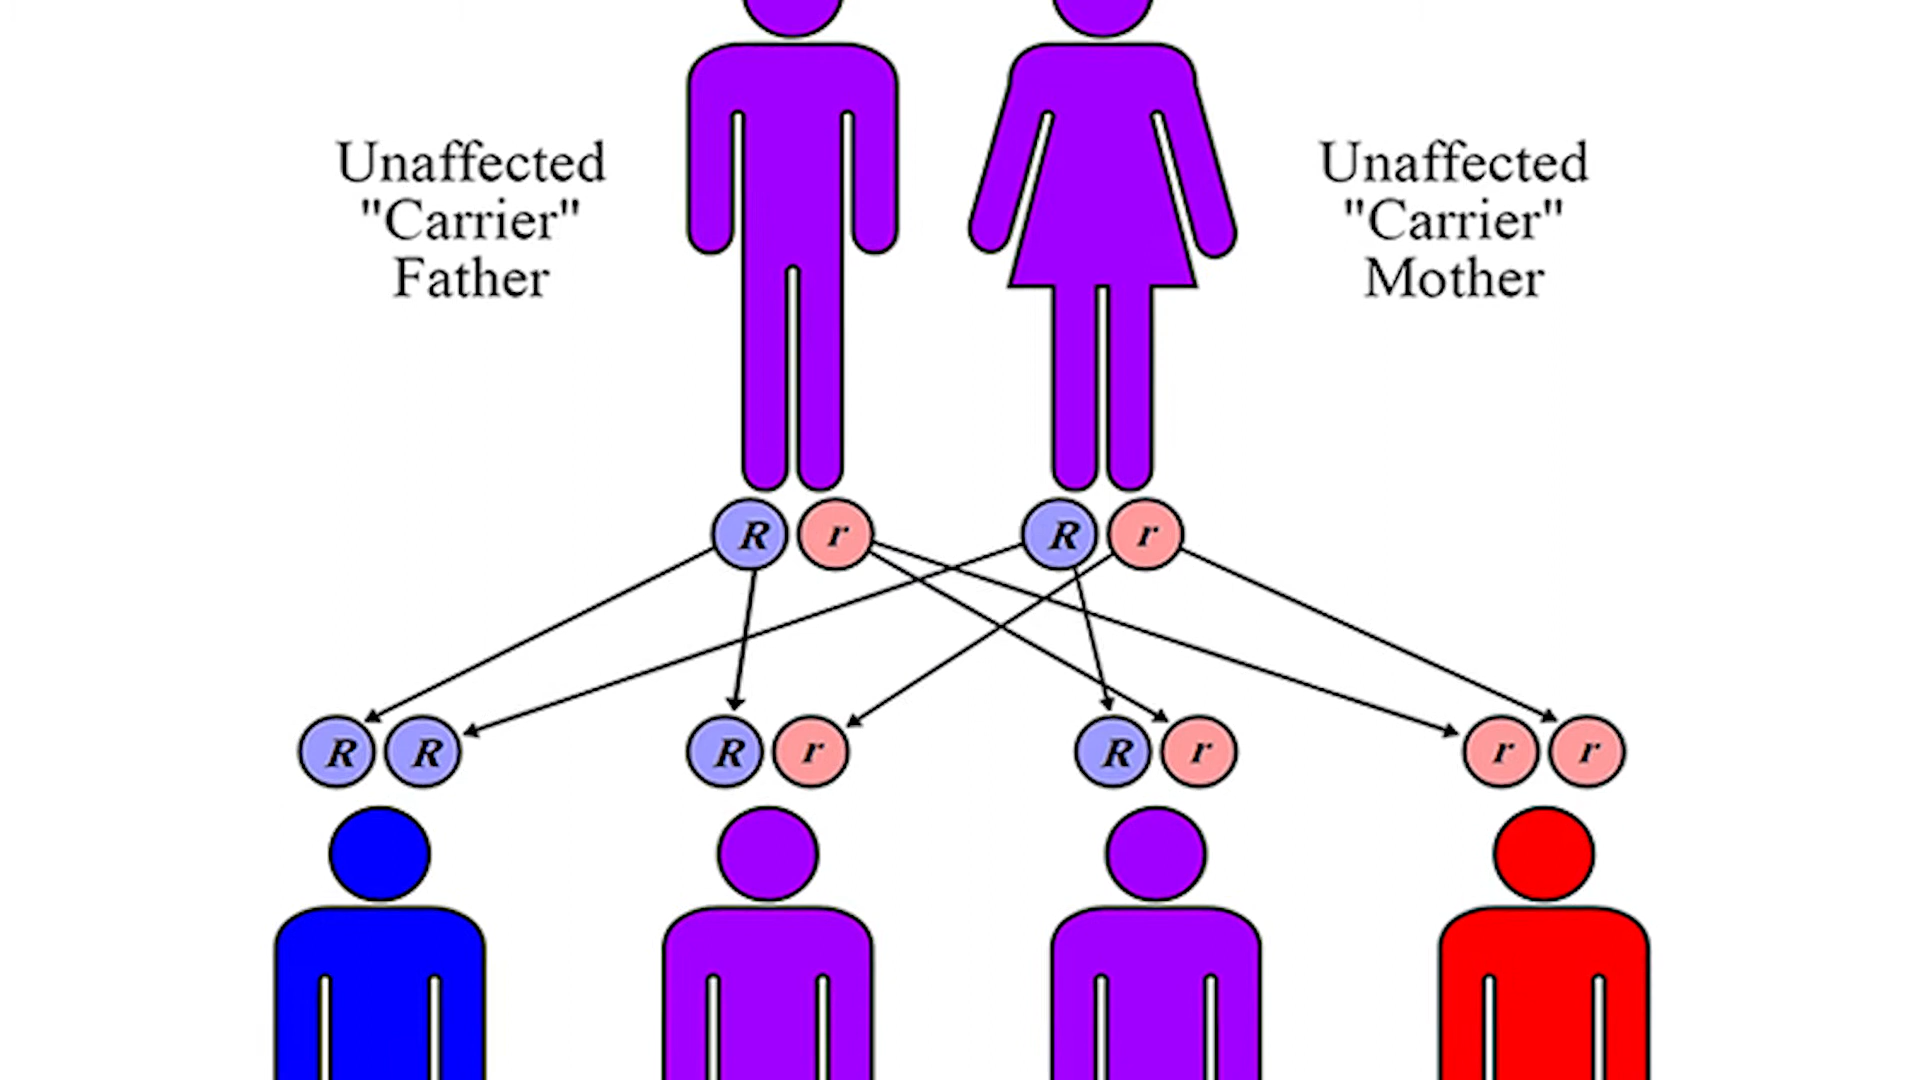 Unaffected
"Carrier"
Father
Unaffected
"Carrier"
Mother
R r R r
R R R r R r r r